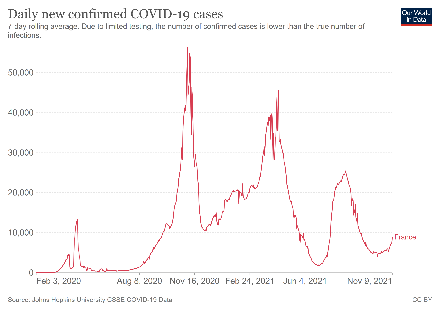 Daily new confirmed COVID-19 cases
7-day rolling average. Due to limited testing, the number of confirmed cases is lower than the true number of
infections.
Our World
in Data
50,000
40,000
30,000
20,000
10,000
0
France
Feb 3, 2020 Aug 8, 2020 Nov 16, 2020 Feb 24, 2021 Jun 4, 2021 Nov 9, 2021
Source: Johns Hopkins University CSSE COVID-19 Data
CC BY